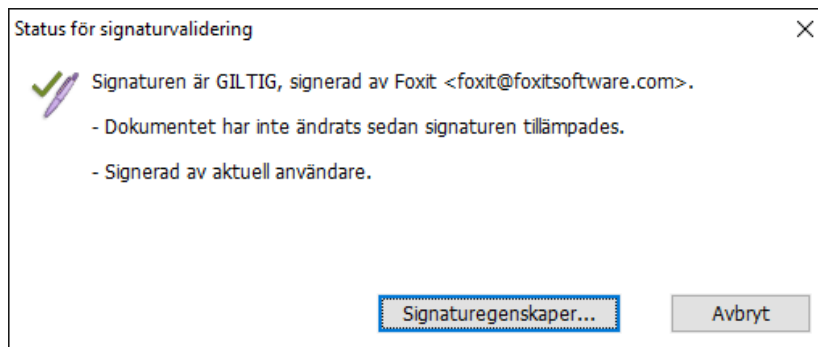 Status för signaturvalidering
Signaturen är GILTIG, signerad av Foxit <foxit@foxitsoftware.com>.
- Dokumentet har inte ändrats sedan signaturen tillämpades.
- Signerad av aktuell användare.
Signaturegenskaper... Avbryt